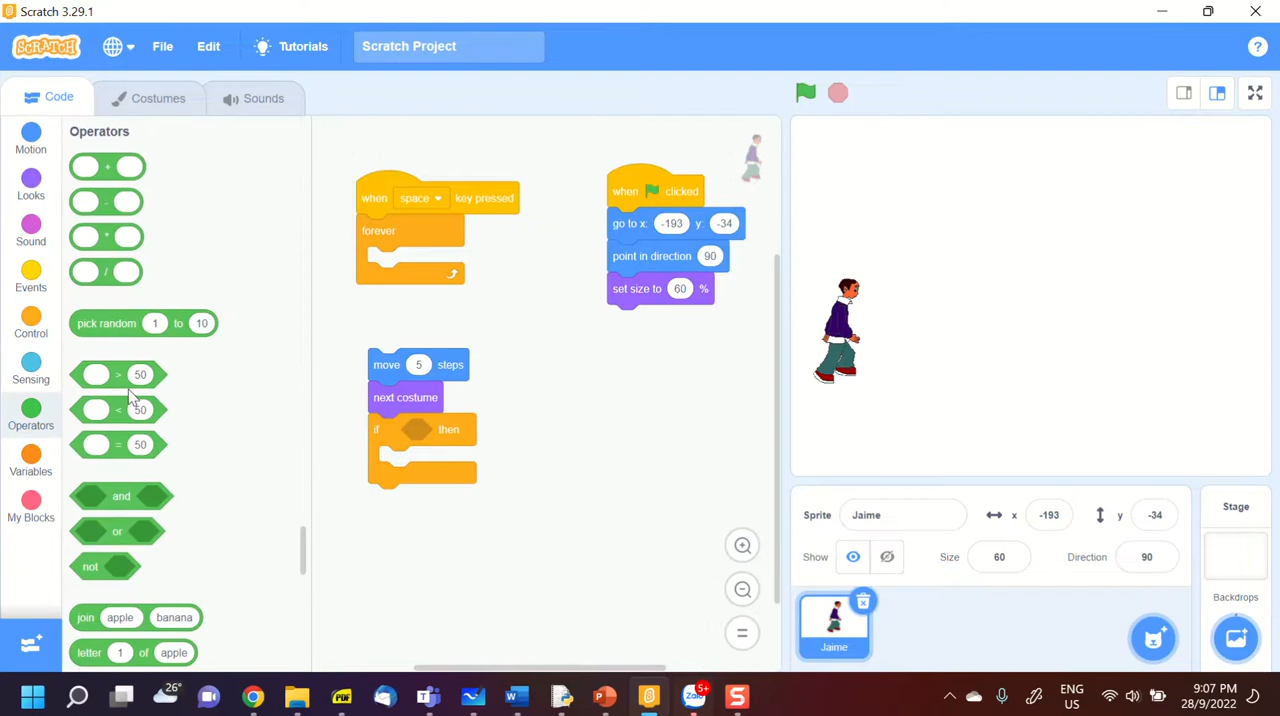 Scratch 3.29.1
SCRATCH File Edit Tutorials Scratch Project ?
Code Costumes Sounds
Motion
Looks
Sound
Events
Control
Sensing
Operators
Variables
My Blocks
Operators
+
-
*
/
pick random 1 to 10
> 50
< 50
= 50
and
or
not
join apple banana
letter 1 of apple
when space key pressed
forever
move 5 steps
next costume
if then
when clicked
go to x: -193 y: -34
point in direction 90
set size to 60 %
Sprite Jaime x -193 y -34
Show Size 60 Direction 90
Jaime
Stage
Backdrops
26°
PDF
Zalo 5+
S
ENG
US
9:07 PM
28/9/2022